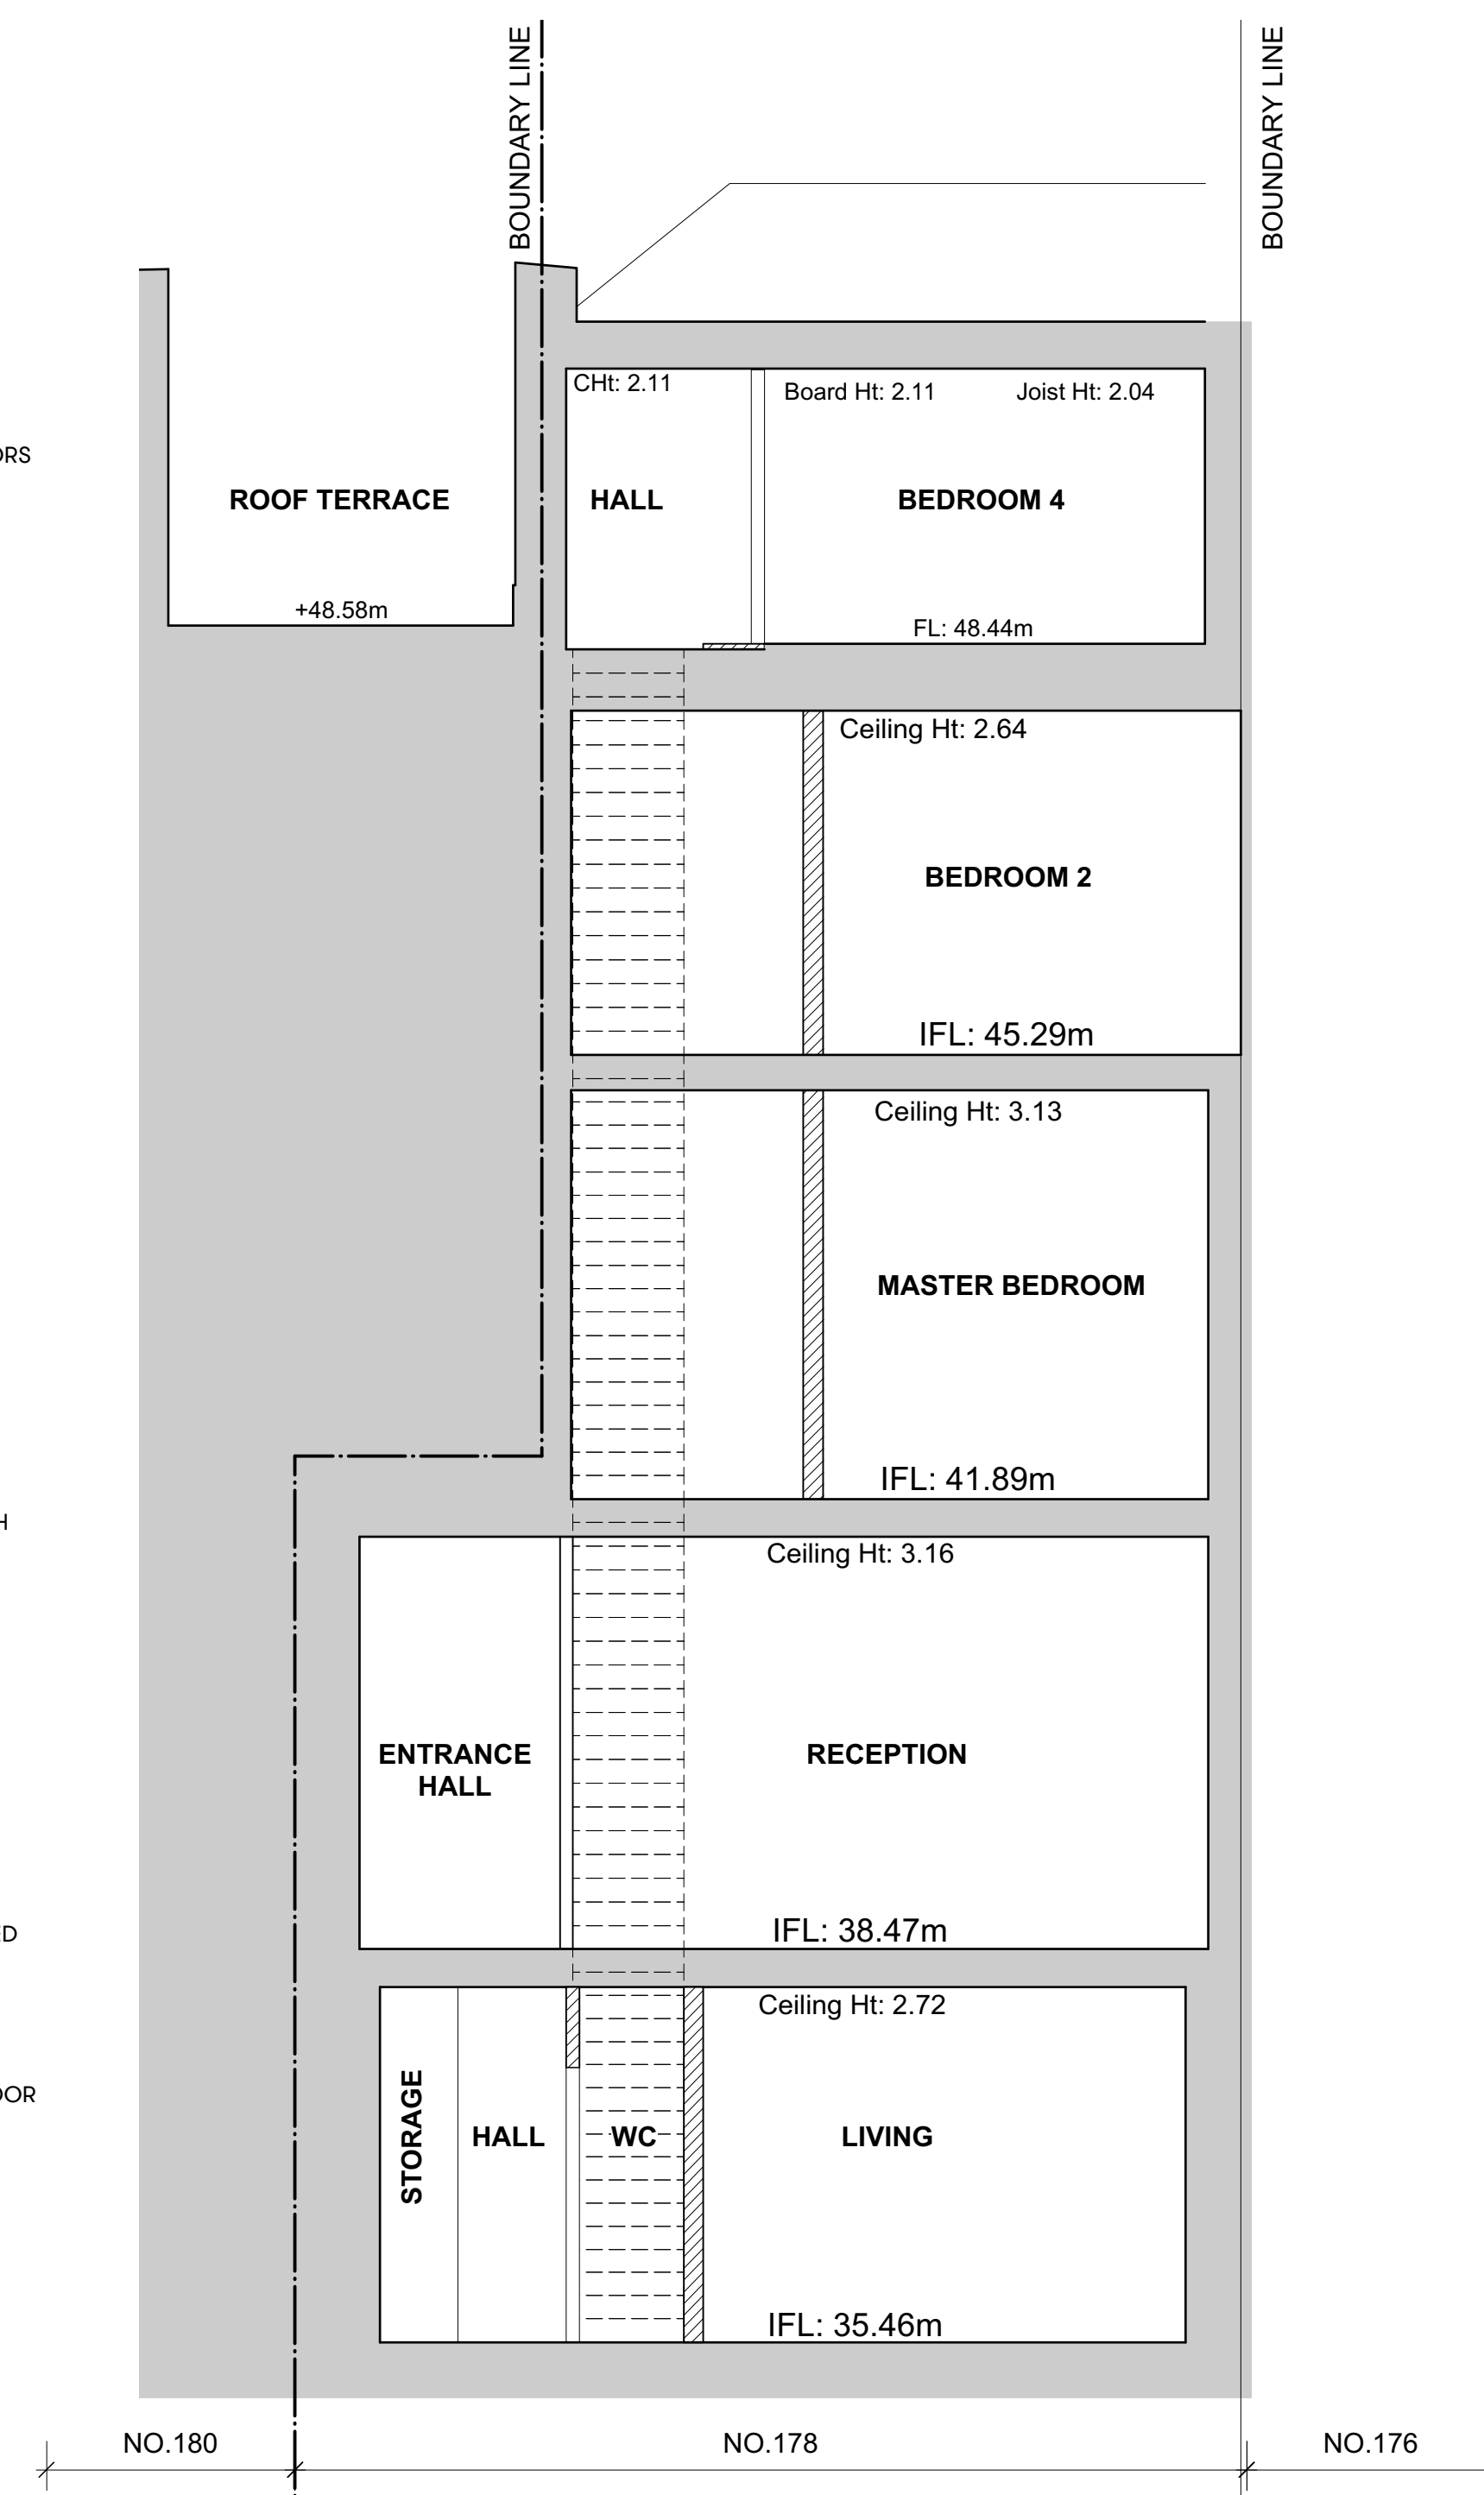 BOUNDARY LINE
BOUNDARY LINE
CHt: 2.11
Board Ht: 2.11
Joist Ht: 2.04
ORS
ROOF TERRACE
HALL
BEDROOM 4
+48.58m
FL: 48.44m
Ceiling Ht: 2.64
BEDROOM 2
IFL: 45.29m
Ceiling Ht: 3.13
MASTER BEDROOM
IFL: 41.89m
H
Ceiling Ht: 3.16
ENTRANCE
HALL
RECEPTION
IFL: 38.47m
ED
Ceiling Ht: 2.72
OOR
STORAGE
HALL
WC
LIVING
IFL: 35.46m
NO.180
NO.178
NO.176